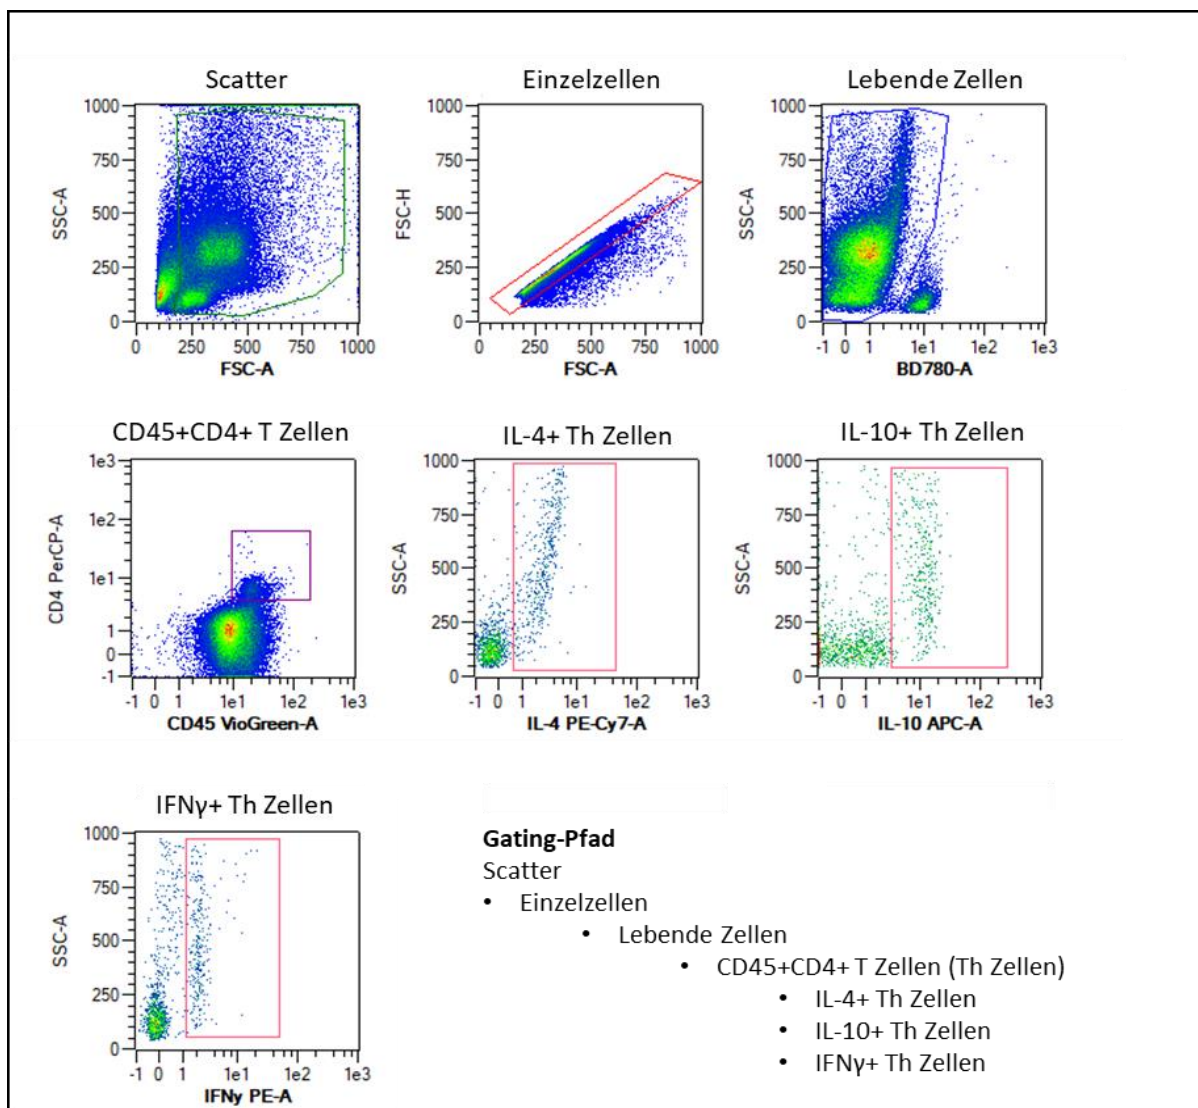 Scatter
1000
750
500
250
0
SSC-A
0 250 500 750 1000
FSC-A
Einzelzellen
1000
750
500
250
0
FSC-H
0 250 500 750 1000
FSC-A
Lebende Zellen
1000
750
500
250
0
SSC-A
-1 0 1 1e1 1e2 1e3
BD780-A
CD45+CD4+ T Zellen
1e3
1e2
1e1
1
0
-1
CD4 PerCP-A
-1 0 1 1e1 1e2 1e3
CD45 VioGreen-A
IL-4+ Th Zellen
1000
750
500
250
0
SSC-A
-1 0 1 1e1 1e2 1e3
IL-4 PE-Cy7-A
IL-10+ Th Zellen
1000
750
500
250
0
SSC-A
-1 0 1 1e1 1e2 1e3
IL-10 APC-A
IFNγ+ Th Zellen
1000
750
500
250
0
SSC-A
-1 0 1 1e1 1e2 1e3
IFNy PE-A
Gating-Pfad
Scatter
• Einzelzellen
• Lebende Zellen
• CD45+CD4+ T Zellen (Th Zellen)
• IL-4+ Th Zellen
• IL-10+ Th Zellen
• IFNγ+ Th Zellen